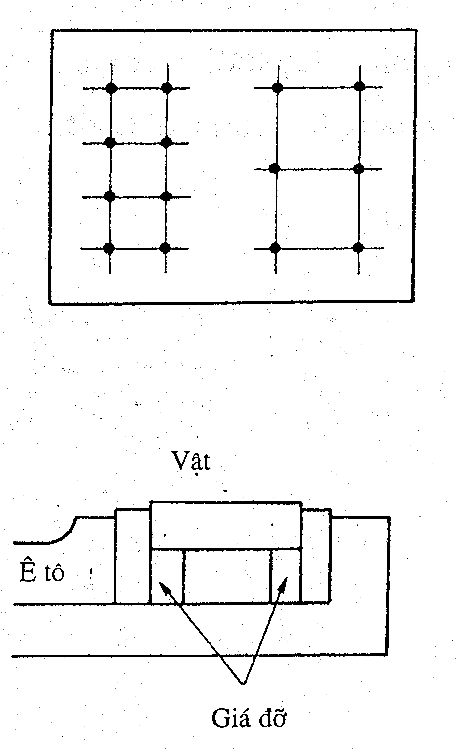 Vật
Ê tô
Giá đỡ